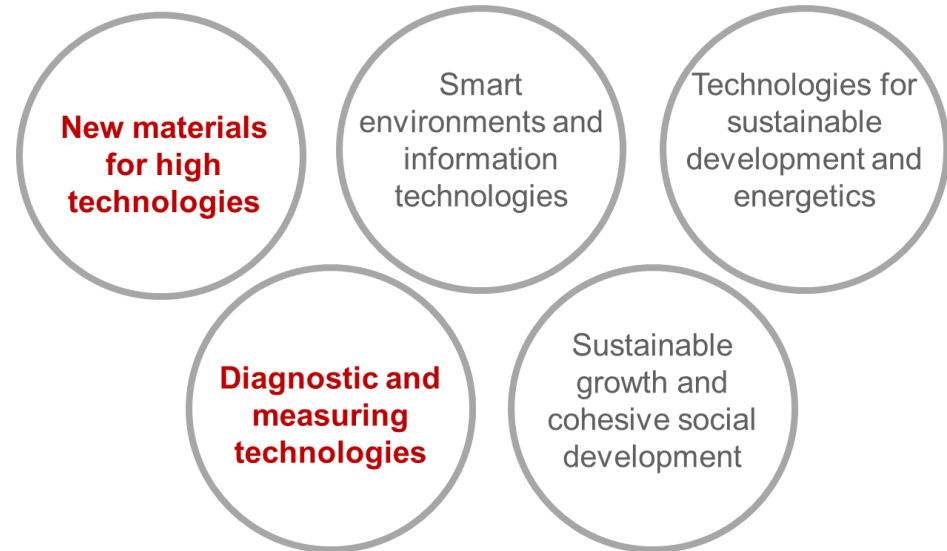 New materials
for high
technologies
Smart
environments and
information
technologies
Technologies for
sustainable
development and
energetics
Diagnostic and
measuring
technologies
Sustainable
growth and
cohesive social
development